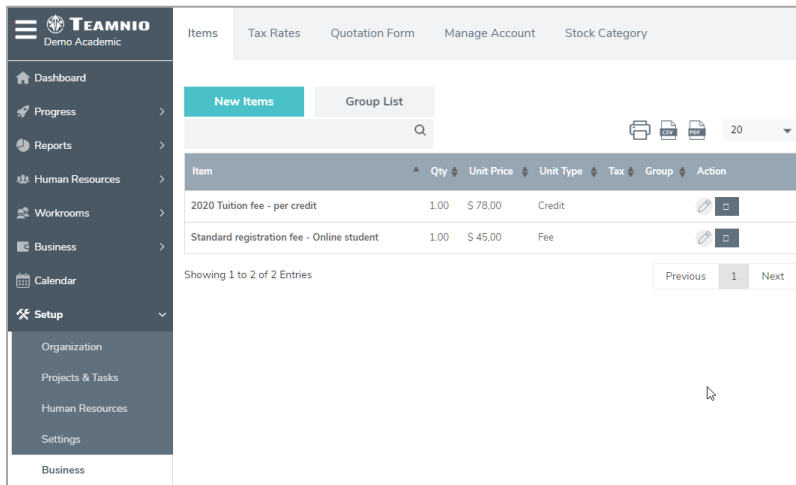 TEAMNIO
Demo Academic
Dashboard
Progress
Reports
Human Resources
Workrooms
Business
Calendar
Setup
Organization
Projects & Tasks
Human Resources
Settings
Business
Items Tax Rates Quotation Form Manage Account Stock Category
New Items Group List
CSV PDF 20
Item Qty Unit Price Unit Type Tax Group Action
2020 Tuition fee - per credit 1.00 $ 78,00 Credit
Standard registration fee - Online student 1.00 $ 45,00 Fee
Showing 1 to 2 of 2 Entries Previous 1 Next